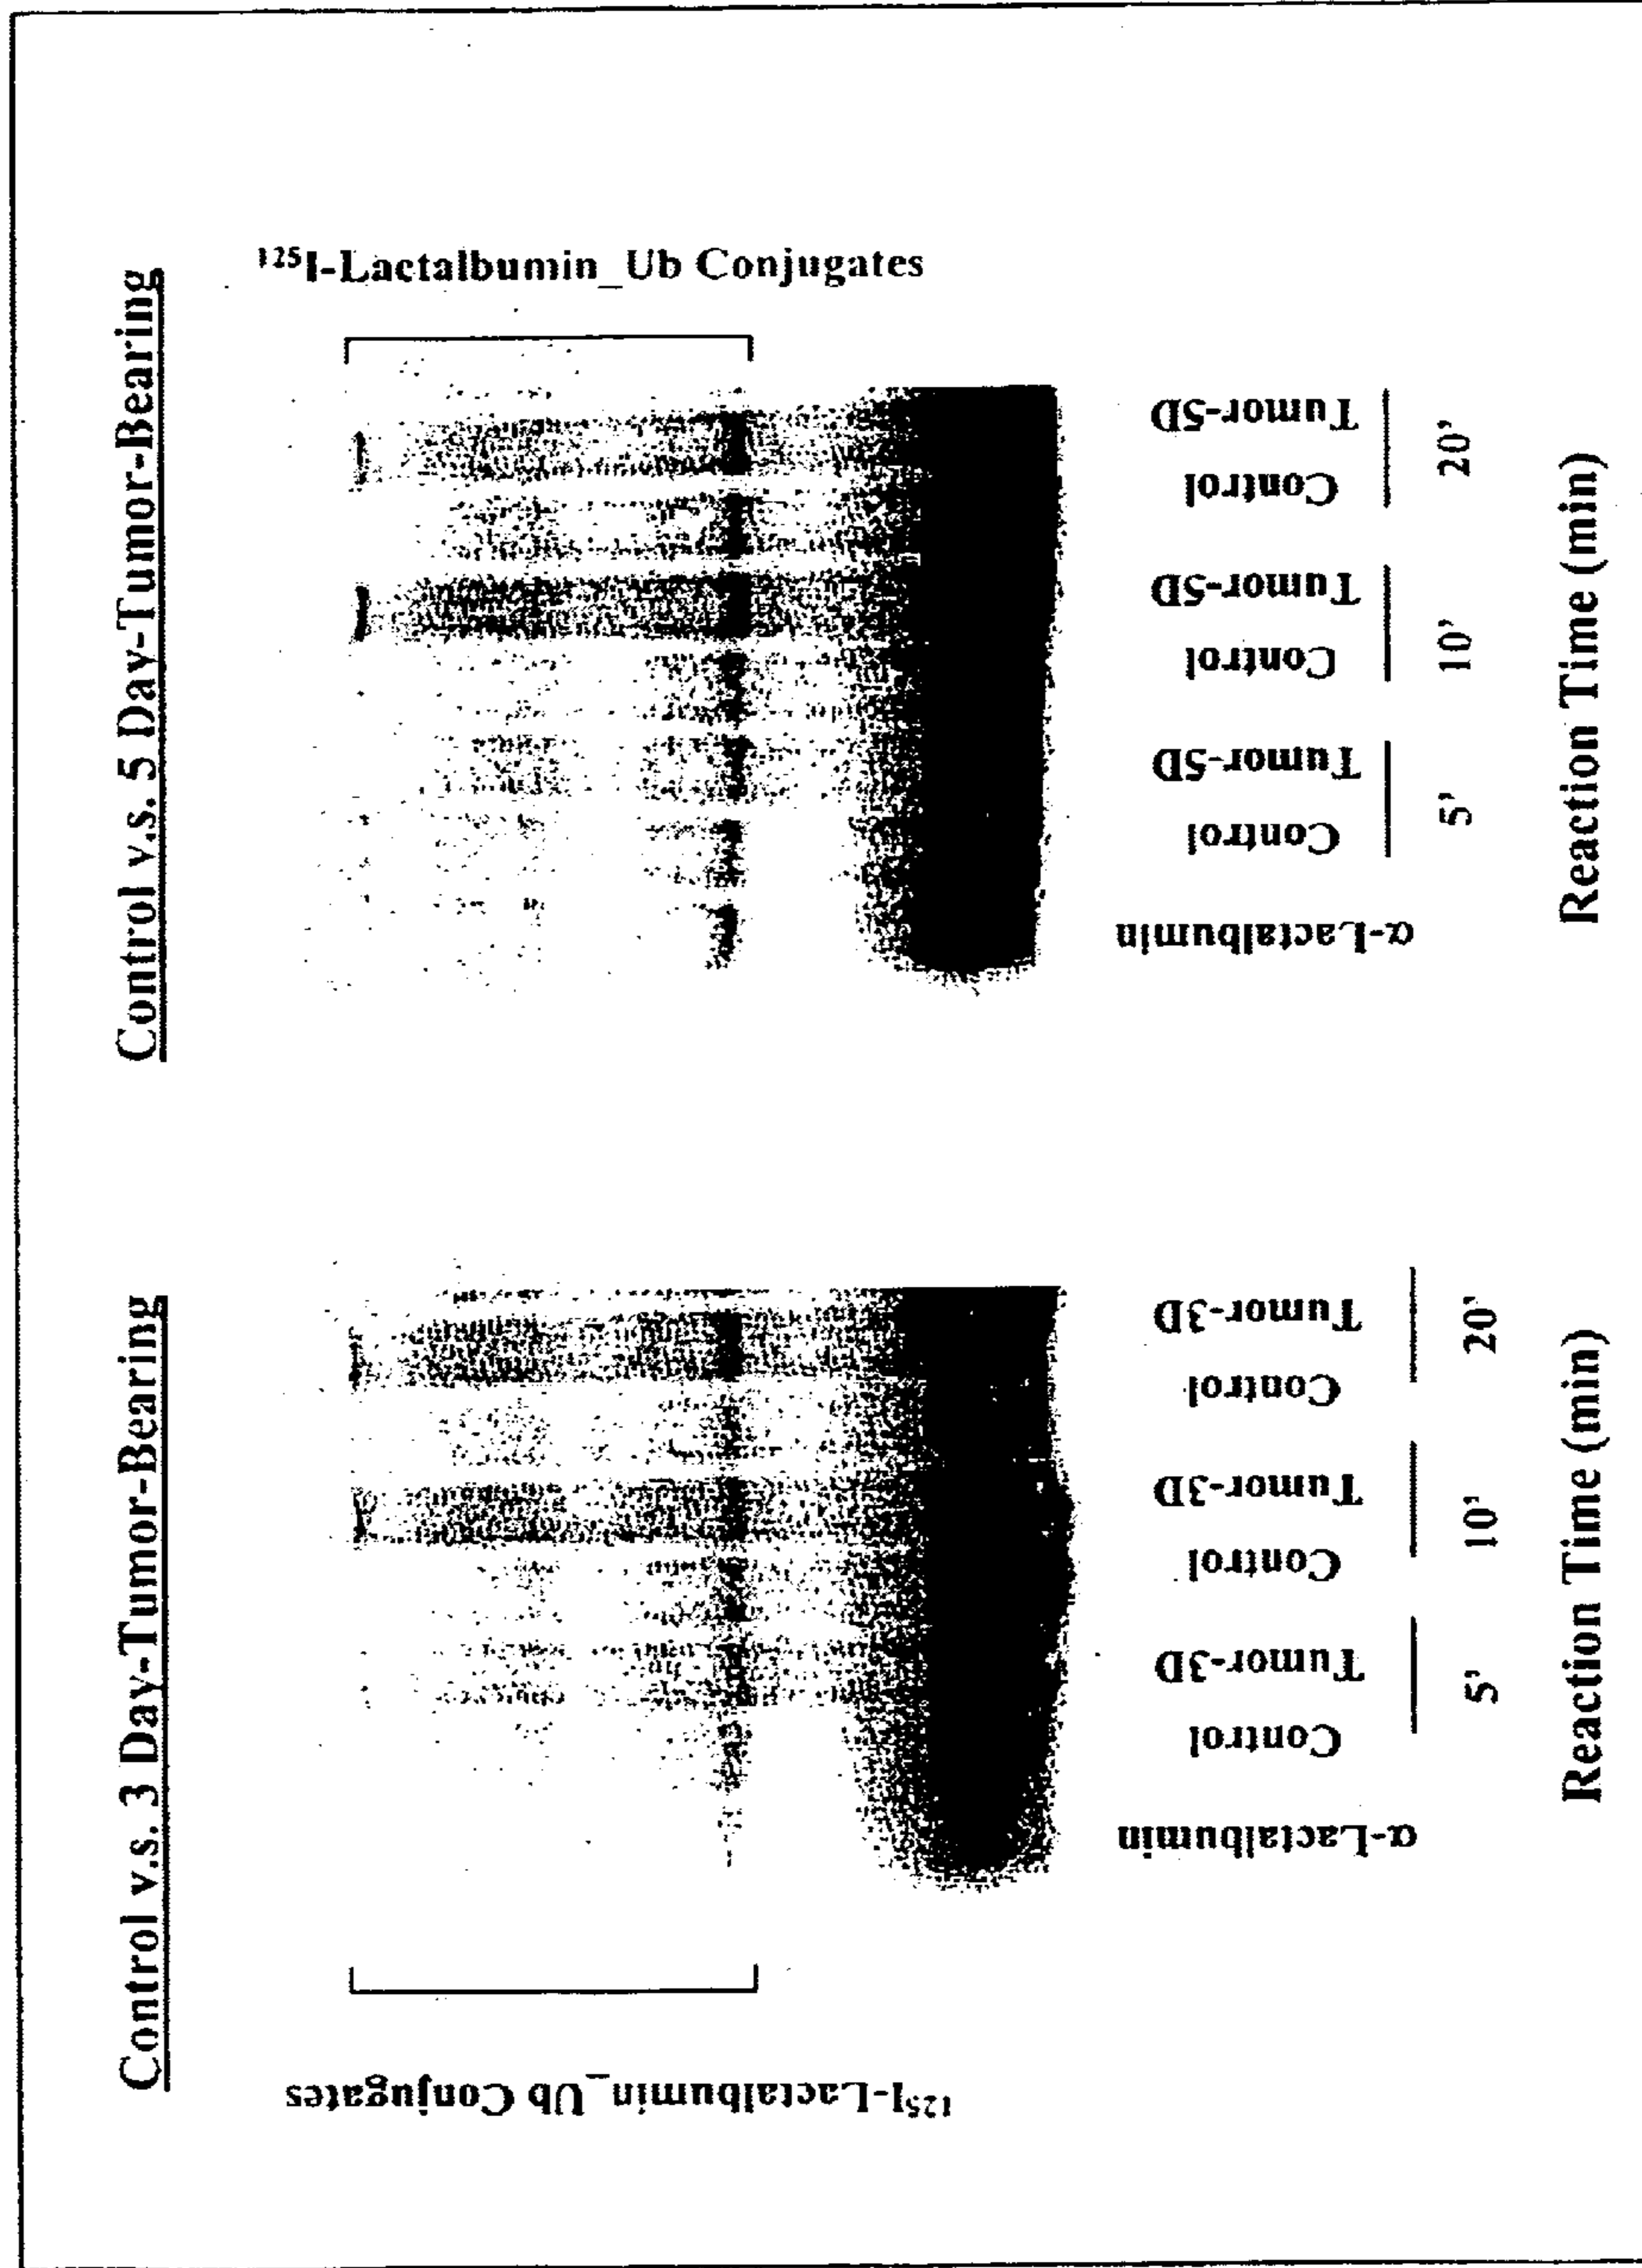 Control v.s. 3 Day-Tumor-Bearing
¹²⁵I-Lactalbumin_Ub Conjugates
α-Lactalbumin
Control
Tumor-3D
Control
Tumor-3D
Control
Tumor-3D
5'
10'
20'
Reaction Time (min)
Control v.s. 5 Day-Tumor-Bearing
¹²⁵I-Lactalbumin_Ub Conjugates
α-Lactalbumin
Control
Tumor-5D
Control
Tumor-5D
Control
Tumor-5D
5'
10'
20'
Reaction Time (min)